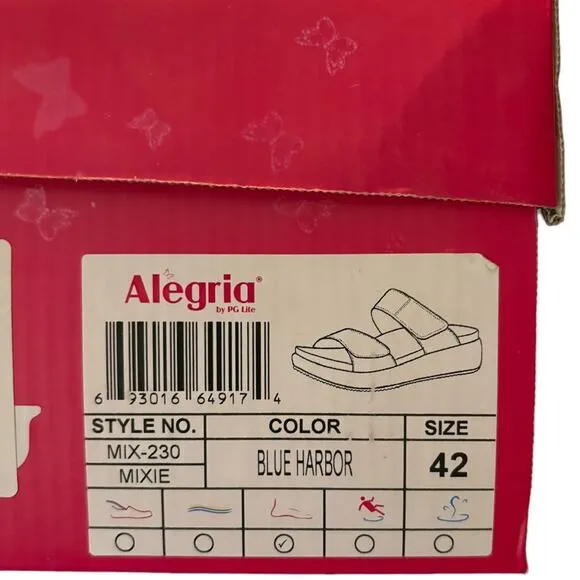 Alegria®
by PG Lite
6 93016 64917 4
STYLE NO. COLOR SIZE
MIX-230 BLUE HARBOR 42
MIXIE